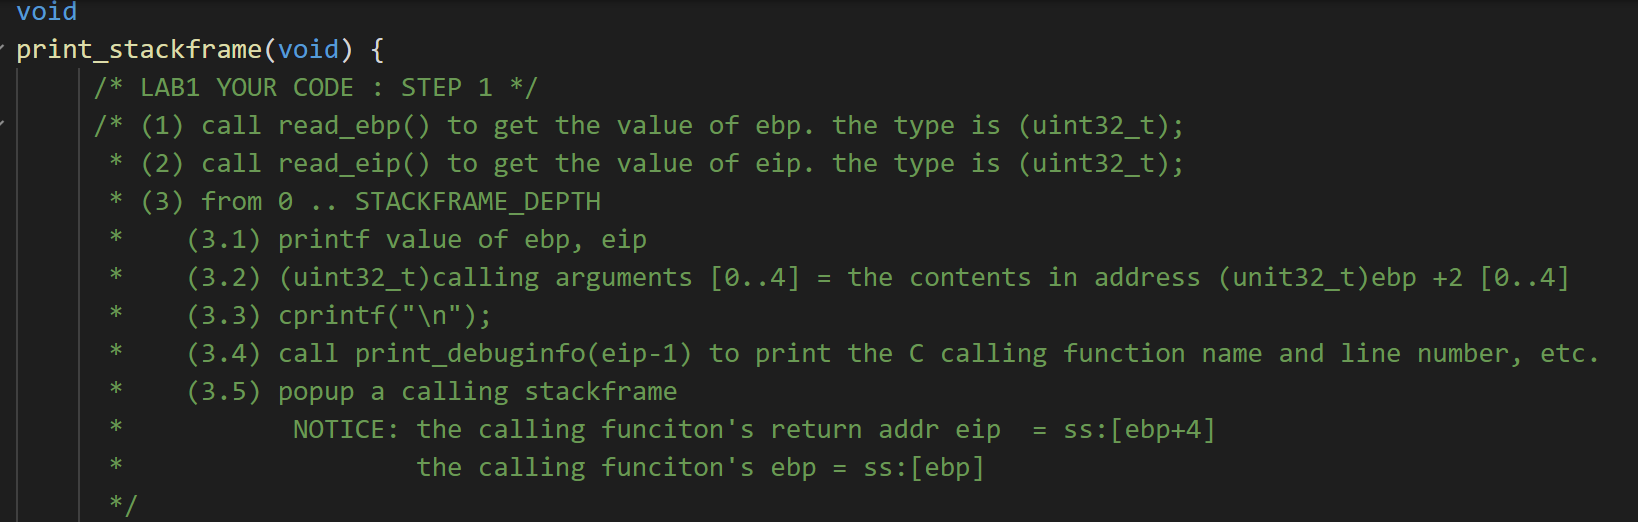 void
print_stackframe(void) {
/* LAB1 YOUR CODE : STEP 1 */
/* (1) call read_ebp() to get the value of ebp. the type is (uint32_t);
* (2) call read_eip() to get the value of eip. the type is (uint32_t);
* (3) from 0 .. STACKFRAME_DEPTH
*    (3.1) printf value of ebp, eip
*    (3.2) (uint32_t)calling arguments [0..4] = the contents in address (unit32_t)ebp +2 [0..4]
*    (3.3) cprintf("\n");
*    (3.4) call print_debuginfo(eip-1) to print the C calling function name and line number, etc.
*    (3.5) popup a calling stackframe
*           NOTICE: the calling funciton's return addr eip  = ss:[ebp+4]
*                   the calling funciton's ebp = ss:[ebp]
*/